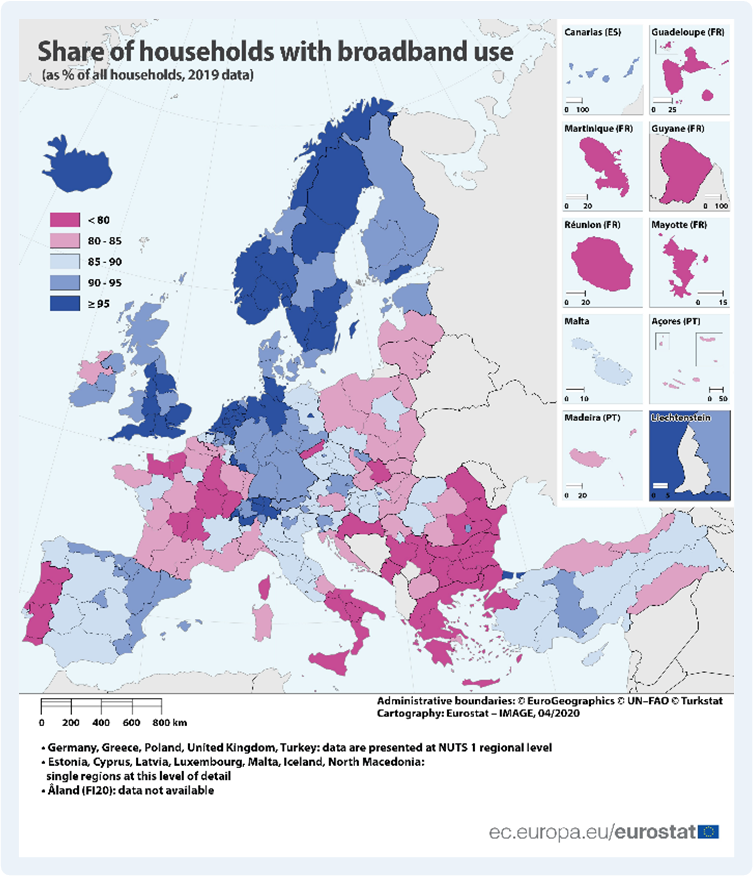 Share of households with broadband use
(as % of all households, 2019 data)
< 80
80 - 85
85 - 90
90 - 95
≥ 95
Canarias (ES)
0 100
Guadeloupe (FR)
0 25
Martinique (FR)
0 20
Guyane (FR)
0 100
Réunion (FR)
0 20
Mayotte (FR)
0 15
Malta
0 10
Açores (PT)
0 50
Madeira (PT)
0 20
Liechtenstein
0 5
0 200 400 600 800 km
Administrative boundaries: © EuroGeographics © UN–FAO © Turkstat
Cartography: Eurostat – IMAGE, 04/2020
• Germany, Greece, Poland, United Kingdom, Turkey: data are presented at NUTS 1 regional level
• Estonia, Cyprus, Latvia, Luxembourg, Malta, Iceland, North Macedonia:
single regions at this level of detail
• Åland (FI20): data not available
ec.europa.eu/eurostat